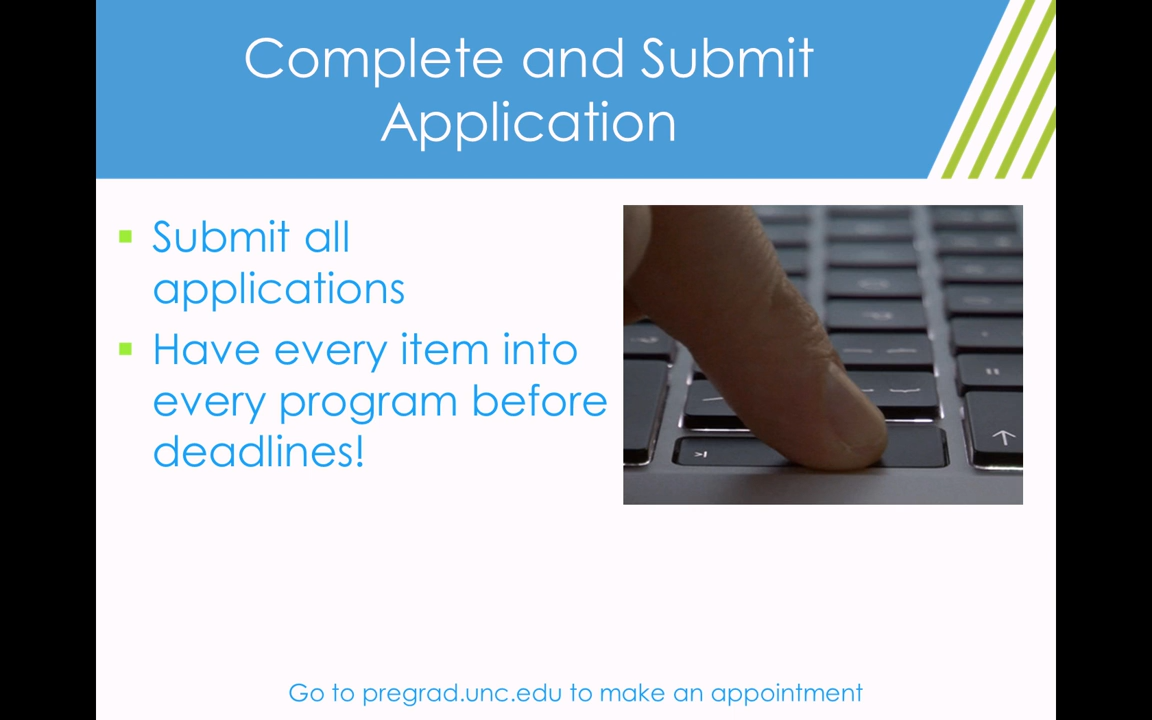 Complete and Submit
Application
Submit all
applications
Have every item into
every program before
deadlines!
Go to pregrad.unc.edu to make an appointment